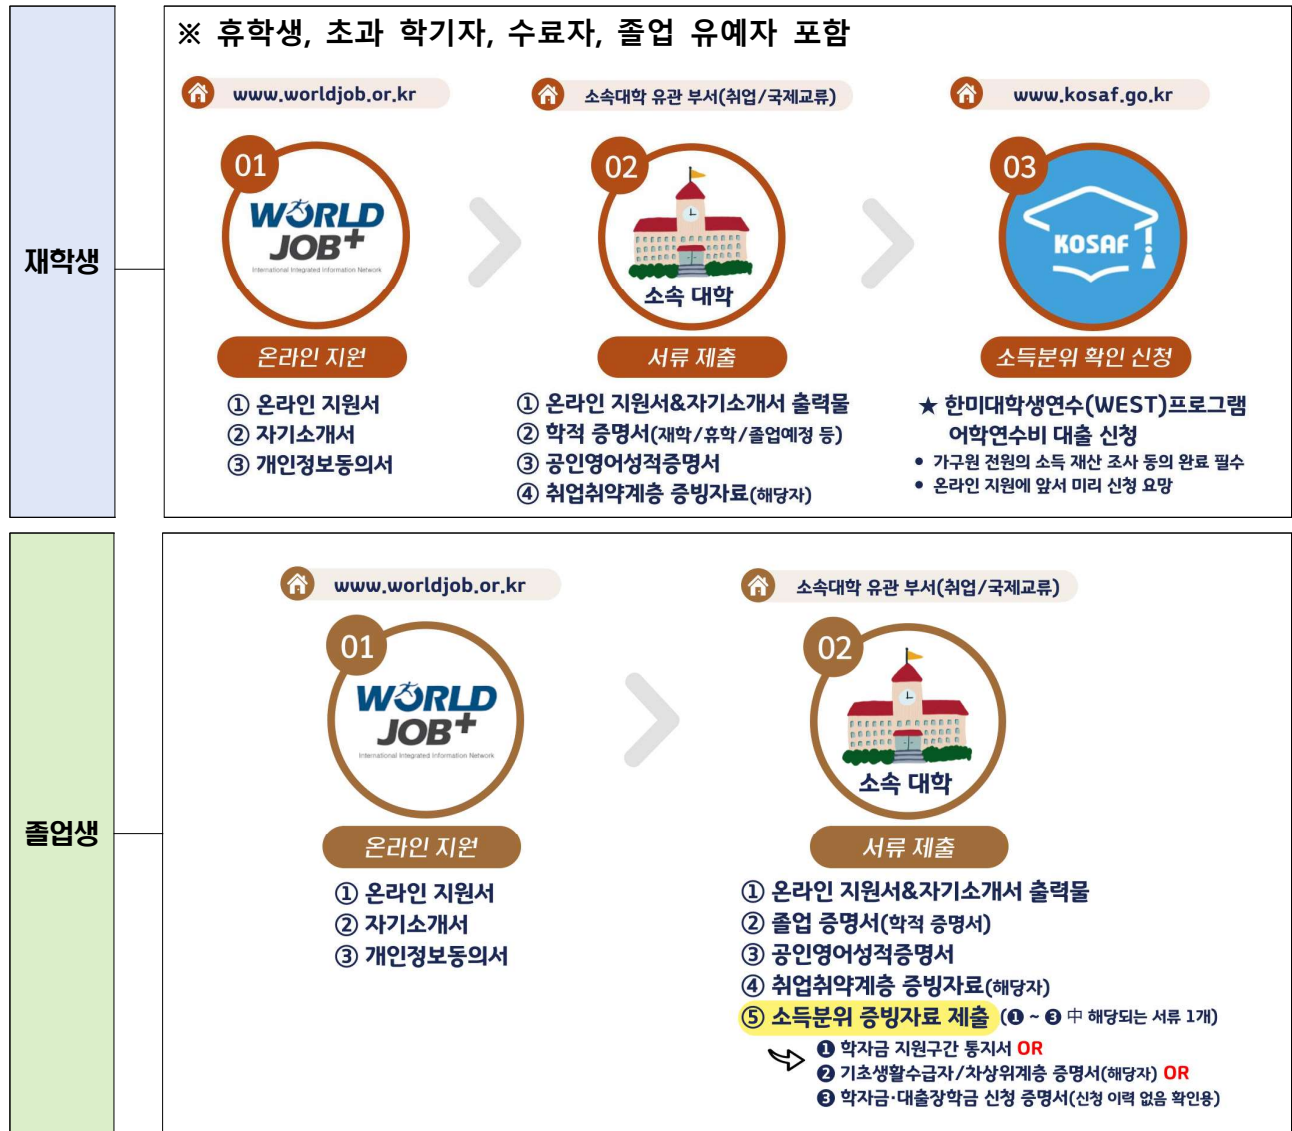 재학생
※ 휴학생, 초과 학기자, 수료자, 졸업 유예자 포함
www.worldjob.or.kr
01
WORLD
JOB+
International Integrated Information Network
온라인 지원
① 온라인 지원서
② 자기소개서
③ 개인정보동의서
소속대학 유관 부서(취업/국제교류)
02
소속 대학
서류 제출
① 온라인 지원서&자기소개서 출력물
② 학적 증명서(재학/휴학/졸업예정 등)
③ 공인영어성적증명서
④ 취업취약계층 증빙자료(해당자)
www.kosaf.go.kr
03
KOSAF
소득분위 확인 신청
★ 한미대학생연수(WEST)프로그램
어학연수비 대출 신청
• 가구원 전원의 소득 재산 조사 동의 완료 필수
• 온라인 지원에 앞서 미리 신청 요망
졸업생
www.worldjob.or.kr
01
WORLD
JOB+
International Integrated Information Network
온라인 지원
① 온라인 지원서
② 자기소개서
③ 개인정보동의서
소속대학 유관 부서(취업/국제교류)
02
소속 대학
서류 제출
① 온라인 지원서&자기소개서 출력물
② 졸업 증명서(학적 증명서)
③ 공인영어성적증명서
④ 취업취약계층 증빙자료(해당자)
⑤ 소득분위 증빙자료 제출 (❶ ~ ❸ 中 해당되는 서류 1개)
❶ 학자금 지원구간 통지서 OR
❷ 기초생활수급자/차상위계층 증명서(해당자) OR
❸ 학자금·대출장학금 신청 증명서(신청 이력 없음 확인용)